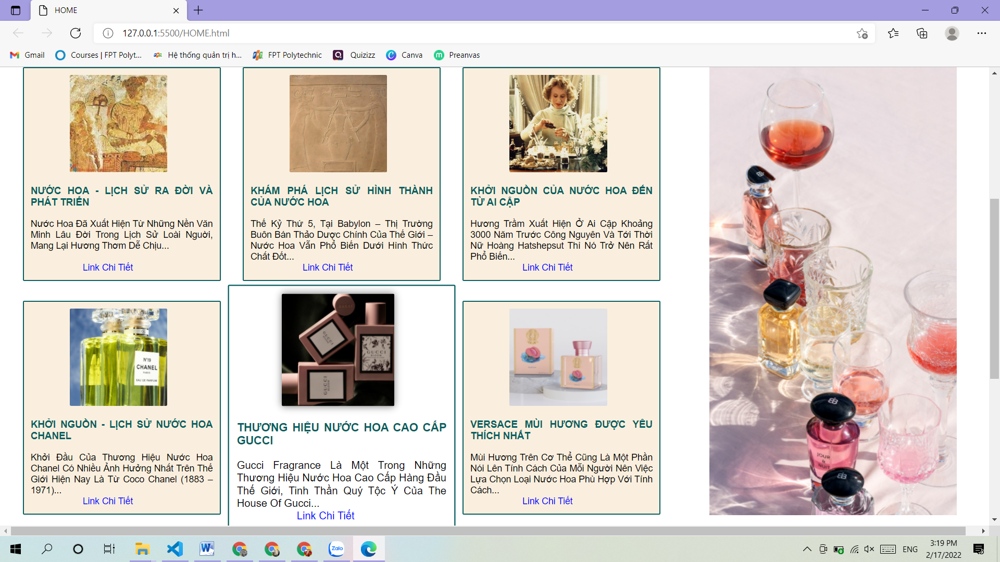 HOME
127.0.0.1:5500/HOME.html
Gmail
Courses | FPT Polyt...
Hệ thống quản trị h...
FPT Polytechnic
Quizizz
Canva
Preanvas
NƯỚC HOA - LỊCH SỬ RA ĐỜI VÀ
PHÁT TRIỂN
Nước Hoa Đã Xuất Hiện Từ Những Nền Văn
Minh Lâu Đời Trong Lịch Sử Loài Người,
Mang Lại Hương Thơm Dễ Chịu...
Link Chi Tiết
KHÁM PHÁ LỊCH SỬ HÌNH THÀNH
CỦA NƯỚC HOA
Thế Kỷ Thứ 5, Tại Babylon – Thị Trường
Buôn Bán Thảo Dược Chính Của Thế Giới –
Nước Hoa Vẫn Phổ Biến Dưới Hình Thức
Chất Đốt...
Link Chi Tiết
KHỞI NGUỒN CỦA NƯỚC HOA ĐẾN
TỪ AI CẬP
Hương Trầm Xuất Hiện Ở Ai Cập Khoảng
3000 Năm Trước Công Nguyên Và Tới Thời
Nữ Hoàng Hatshepsut Thì Nó Trở Nên Rất
Phổ Biến...
Link Chi Tiết
N°19
CHANEL
PARIS
EAU DE PARFUM
KHỞI NGUỒN - LỊCH SỬ NƯỚC HOA
CHANEL
Khởi Đầu Của Thương Hiệu Nước Hoa
Chanel Có Nhiều Ảnh Hưởng Nhất Trên Thế
Giới Hiện Nay Là Từ Coco Chanel (1883 –
1971)...
Link Chi Tiết
GUCCI
GUCCI
BLOOM
GUCCI
BLOOM
GUCCI
BLOOM
THƯƠNG HIỆU NƯỚC HOA CAO CẤP
GUCCI
Gucci Fragrance Là Một Trong Những
Thương Hiệu Nước Hoa Cao Cấp Hàng Đầu
Thế Giới, Tinh Thần Quý Tộc Ý Của The
House Of Gucci...
Link Chi Tiết
VERSACE MÙI HƯƠNG ĐƯỢC YÊU
THÍCH NHẤT
Mùi Hương Trên Cơ Thể Cũng Là Một Phần
Nói Lên Tính Cách Của Mỗi Người Nên Việc
Lựa Chọn Loại Nước Hoa Phù Hợp Với Tính
Cách...
Link Chi Tiết
JOUR
&
NUIT
Zalo
ENG
3:19 PM
2/17/2022